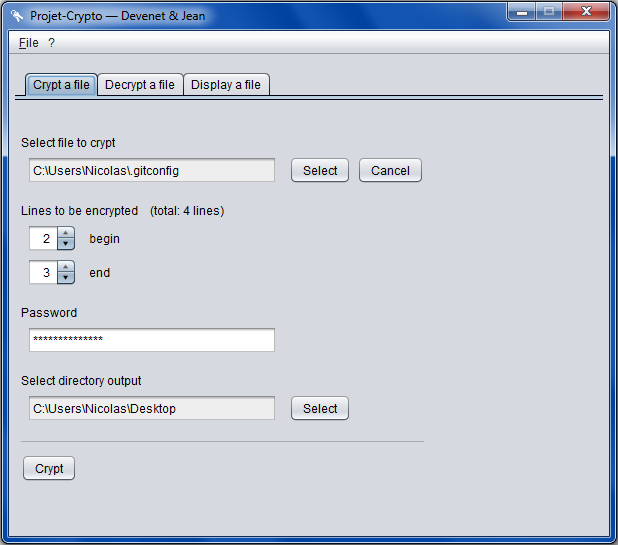 Projet-Crypto — Devenet & Jean
File ?
Crypt a file Decrypt a file Display a file
Select file to crypt
C:\Users\Nicolas\.gitconfig Select Cancel
Lines to be encrypted (total: 4 lines)
2 begin
3 end
Password
**************
Select directory output
C:\Users\Nicolas\Desktop Select
Crypt